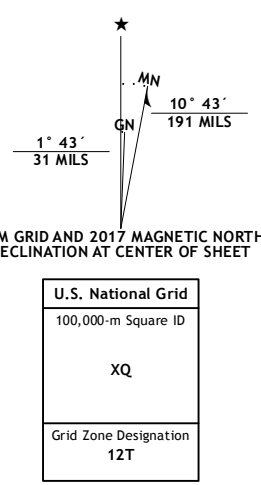 ★
MN
GN
10° 43´
191 MILS
1° 43´
31 MILS
M GRID AND 2017 MAGNETIC NORTH
ECLINATION AT CENTER OF SHEET
U.S. National Grid
100,000-m Square ID
XQ
Grid Zone Designation
12T